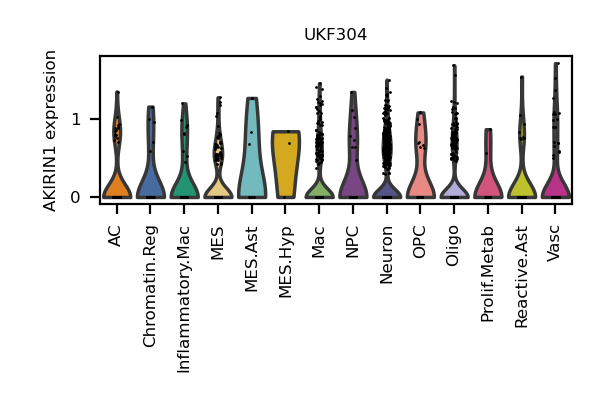 UKF304
AKIRIN1 expression
1
0
AC
Chromatin.Reg
Inflammatory.Mac
MES
MES.Ast
MES.Hyp
Mac
NPC
Neuron
OPC
Oligo
Prolif.Metab
Reactive.Ast
Vasc